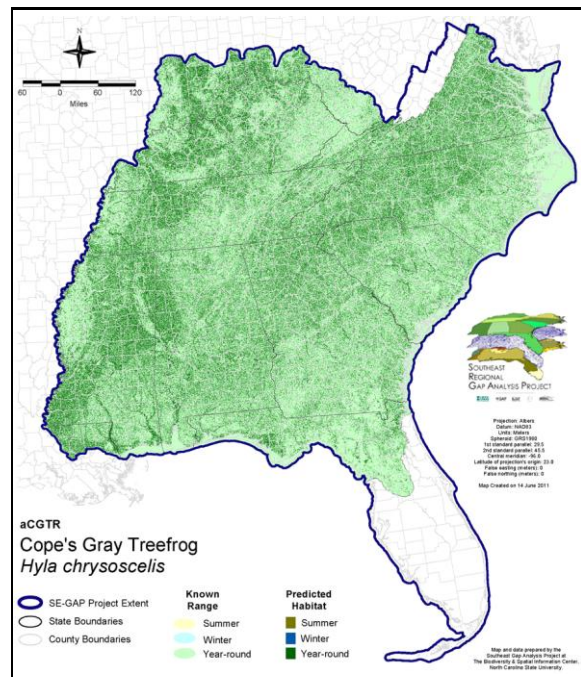 N
60 0 60
Miles
SOUTHEAST
REGIONAL
GAP ANALYSIS PROJECT
Projection: Albers
Datum: NAD83
Units: Meters
Spheroid: GRS1980
1st standard parallel: 29.5
2nd standard parallel: 45.5
Central meridian: -96.0
Latitude of projection's origin: 23.0
False easting (meters): 0
False northing (meters): 0
Map Created on 14 June 2011
aCGTR
Cope's Gray Treefrog
Hyla chrysoscelis
SE-GAP Project Extent
State Boundaries
County Boundaries
Known
Range
Summer
Winter
Year-round
Predicted
Habitat
Summer
Winter
Year-round
Map and data prepared by the
Southeast Gap Analysis Project at
The Biodiversity & Spatial Information Center,
North Carolina State University.